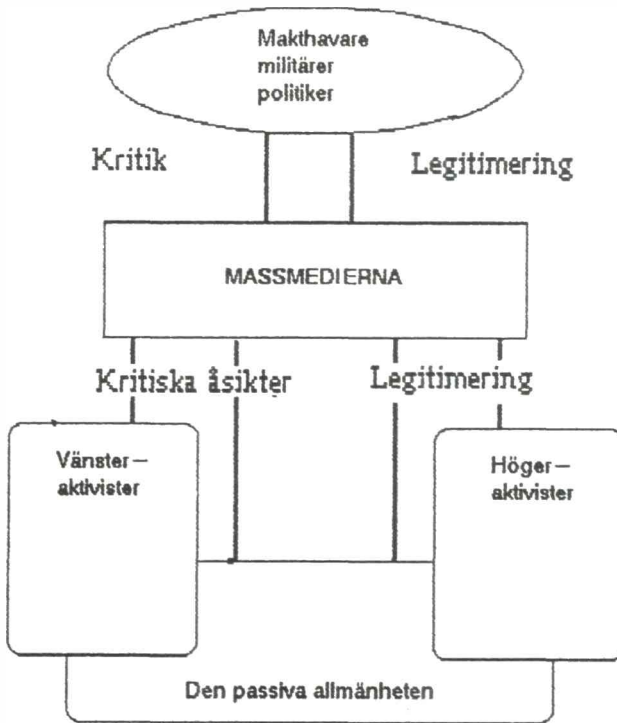 Makthavare
militärer
politiker
Kritik
Legitimering
MASSMEDIERNA
Kritiska åsikter
Legitimering
Vänster–
aktivister
Höger–
aktivister
Den passiva allmänheten